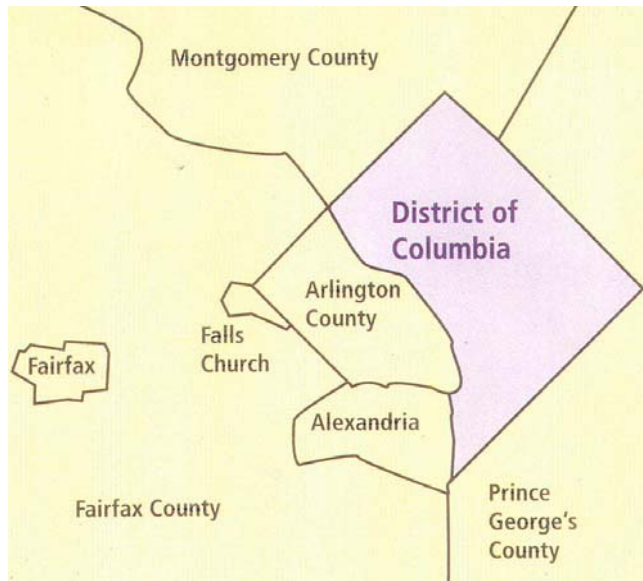 Montgomery County
District of
Columbia
Arlington
County
Falls
Church
Fairfax
Alexandria
Fairfax County
Prince
George's
County